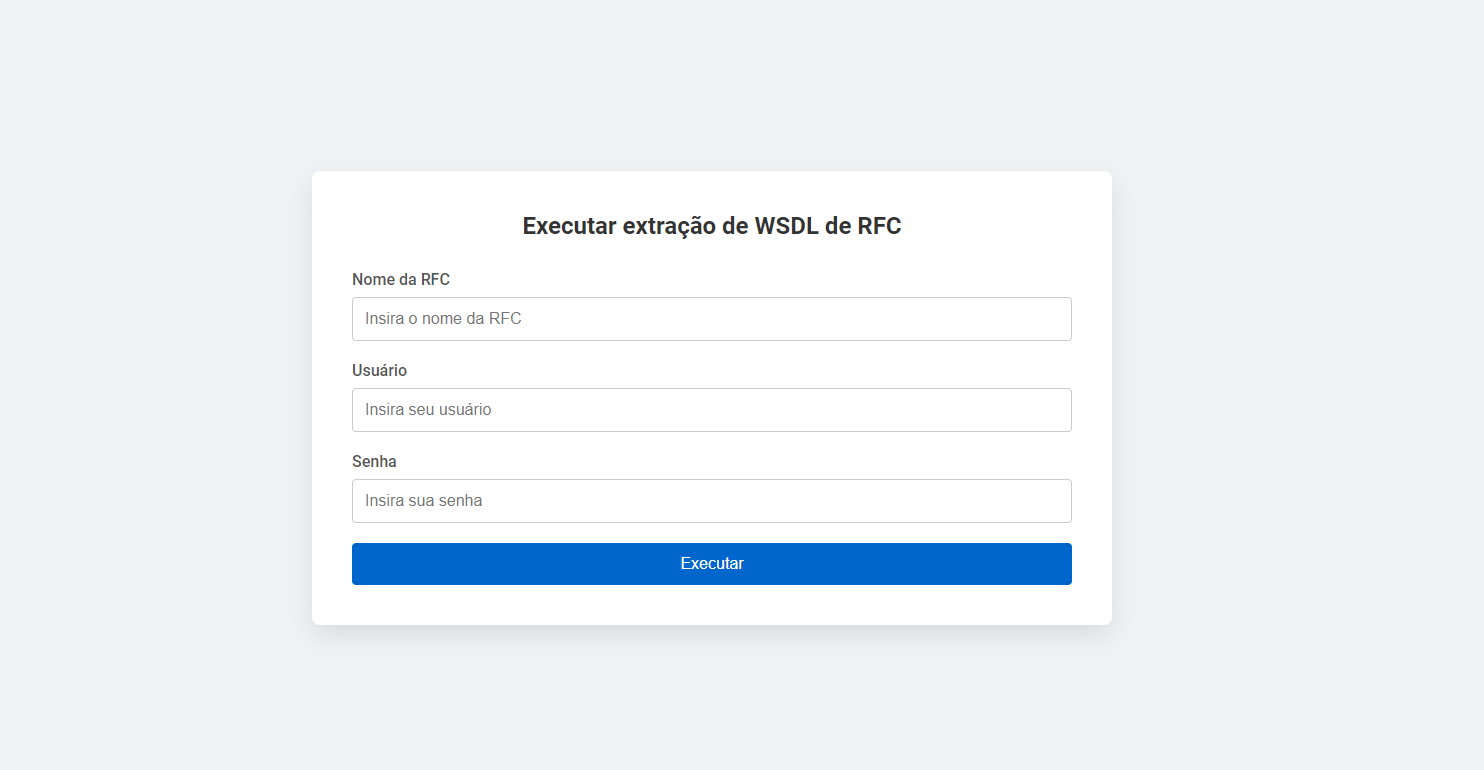 Executar extração de WSDL de RFC
Nome da RFC
Insira o nome da RFC
Usuário
Insira seu usuário
Senha
Insira sua senha
Executar